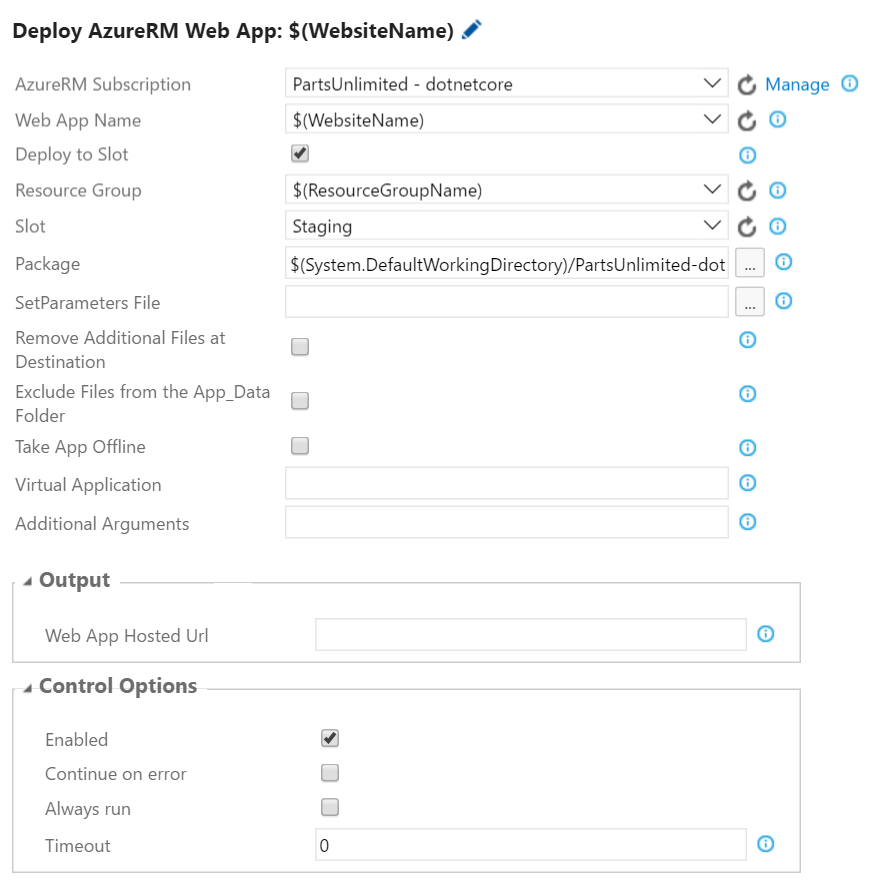 Deploy AzureRM Web App: $(WebsiteName)
AzureRM Subscription PartsUnlimited - dotnetcore Manage
Web App Name $(WebsiteName)
Deploy to Slot
Resource Group $(ResourceGroupName)
Slot Staging
Package $(System.DefaultWorkingDirectory)/PartsUnlimited-dot ...
SetParameters File ...
Remove Additional Files at
Destination
Exclude Files from the App_Data
Folder
Take App Offline
Virtual Application
Additional Arguments
Output
Web App Hosted Url
Control Options
Enabled
Continue on error
Always run
Timeout 0